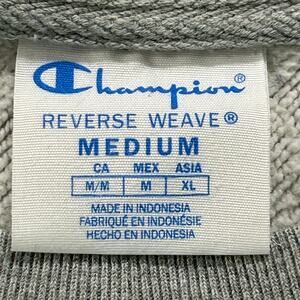 Champion®
REVERSE WEAVE®
MEDIUM
CA MEX ASIA
M/M M XL
MADE IN INDONESIA
FABRIQUÉ EN INDONÉSIE
HECHO EN INDONESIA